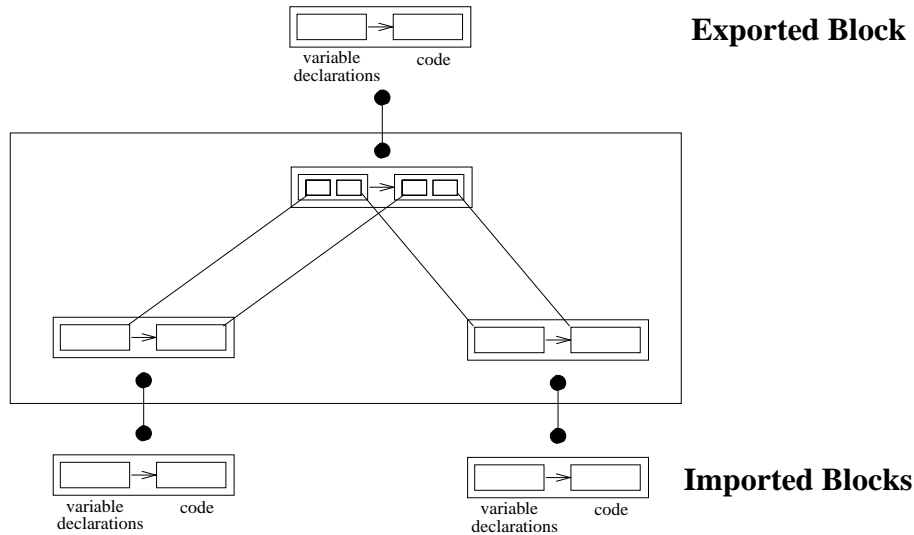 Exported Block
variable
declarations
code
variable
declarations
code
variable
declarations
code
Imported Blocks